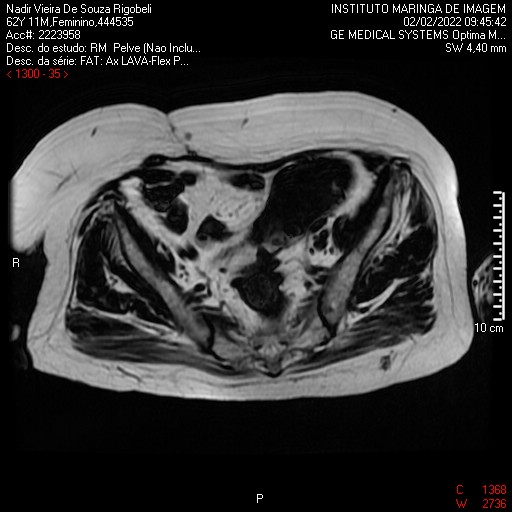 Nadir Vieira De Souza Rigobeli
62Y 11M,Feminino,444535
Acc#: 2223958
Desc. do estudo: RM Pelve (Nao Inclu...
Desc. da série: FAT: Ax LAVA-Flex P...
< 1300 - 35 >
INSTITUTO MARINGA DE IMAGEM
02/02/2022 09:45:42
GE MEDICAL SYSTEMS Optima M...
SW 4,40 mm
R
10 cm
P
C 1368
W 2736